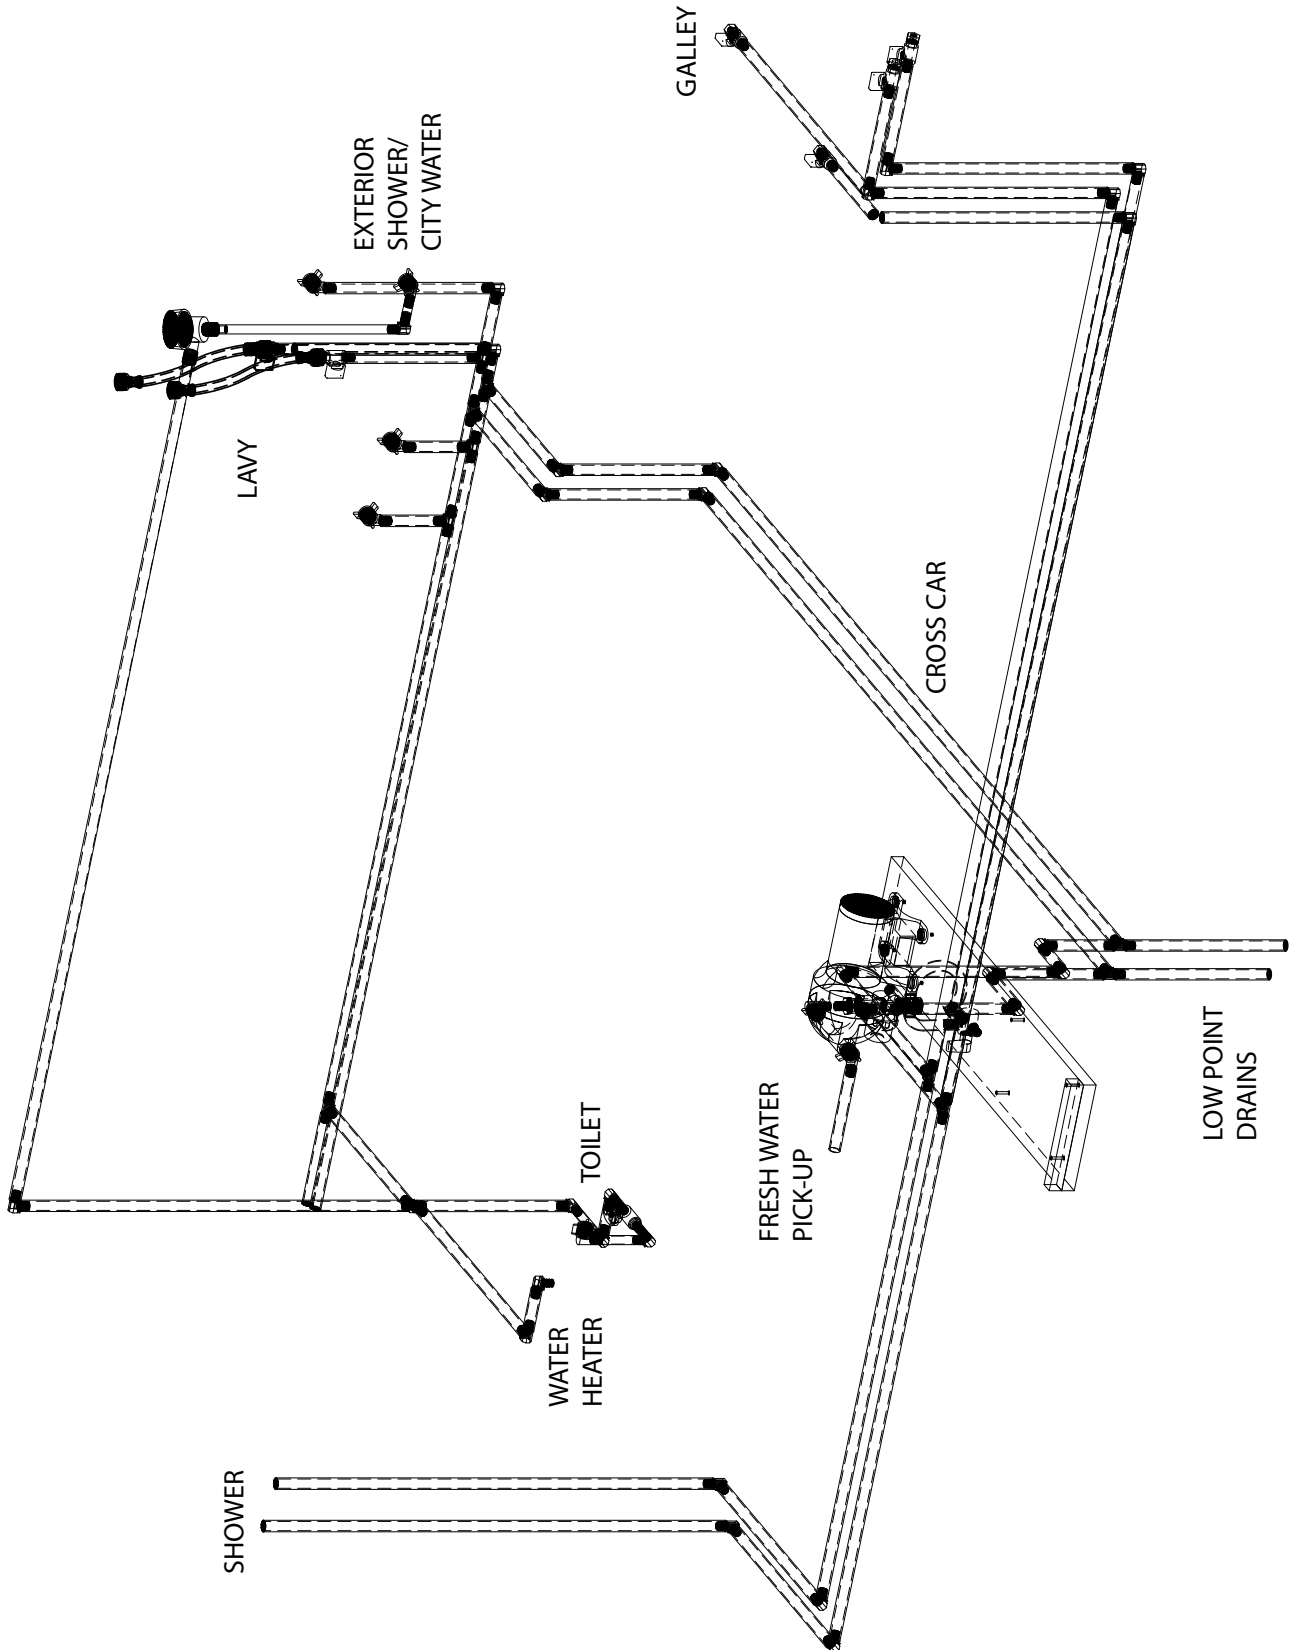 GALLEY
EXTERIOR
SHOWER/
CITY WATER
LAVY
CROSS CAR
TOILET
FRESH WATER
PICK-UP
LOW POINT
DRAINS
WATER
HEATER
SHOWER